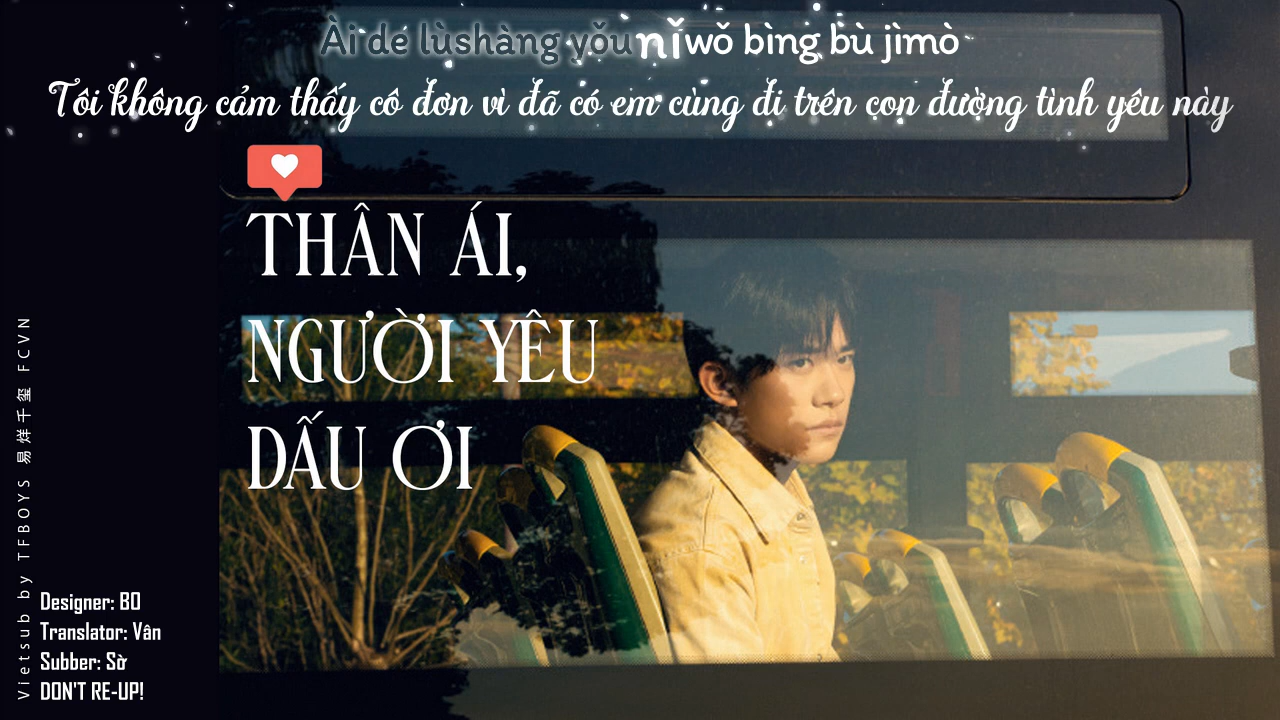 Ài dé lùshàng yǒu nǐ wǒ bìng bù jìmò
Tôi không cảm thấy cô đơn vì đã có em cùng đi trên con đường tình yêu này
THÂN ÁI,
NGƯỜI YÊU
DẤU ƠI
Vietsub by TFBOYS 易烊千玺 FCVN
Designer: BO
Translator: Vân
Subber: Sờ
DON'T RE-UP!